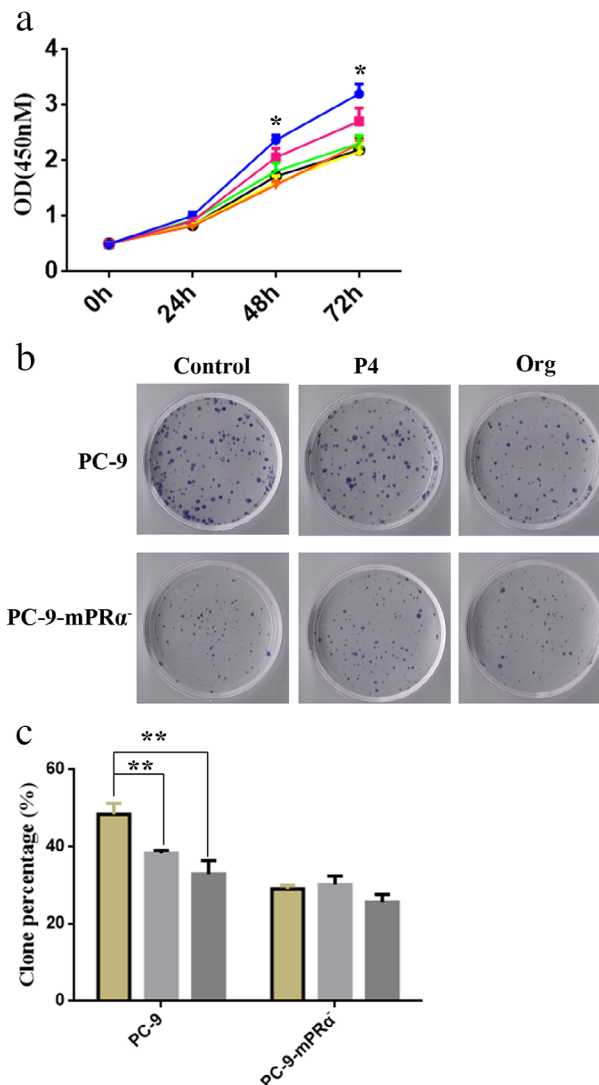 a
4
3
2
1
0
OD(450nM)
*
*
0h
24h
48h
72h
b
Control
P4
Org
PC-9
PC-9-mPRα-
c
60
40
20
0
Clone percentage (%)
**
**
PC-9
PC-9-mPRα-